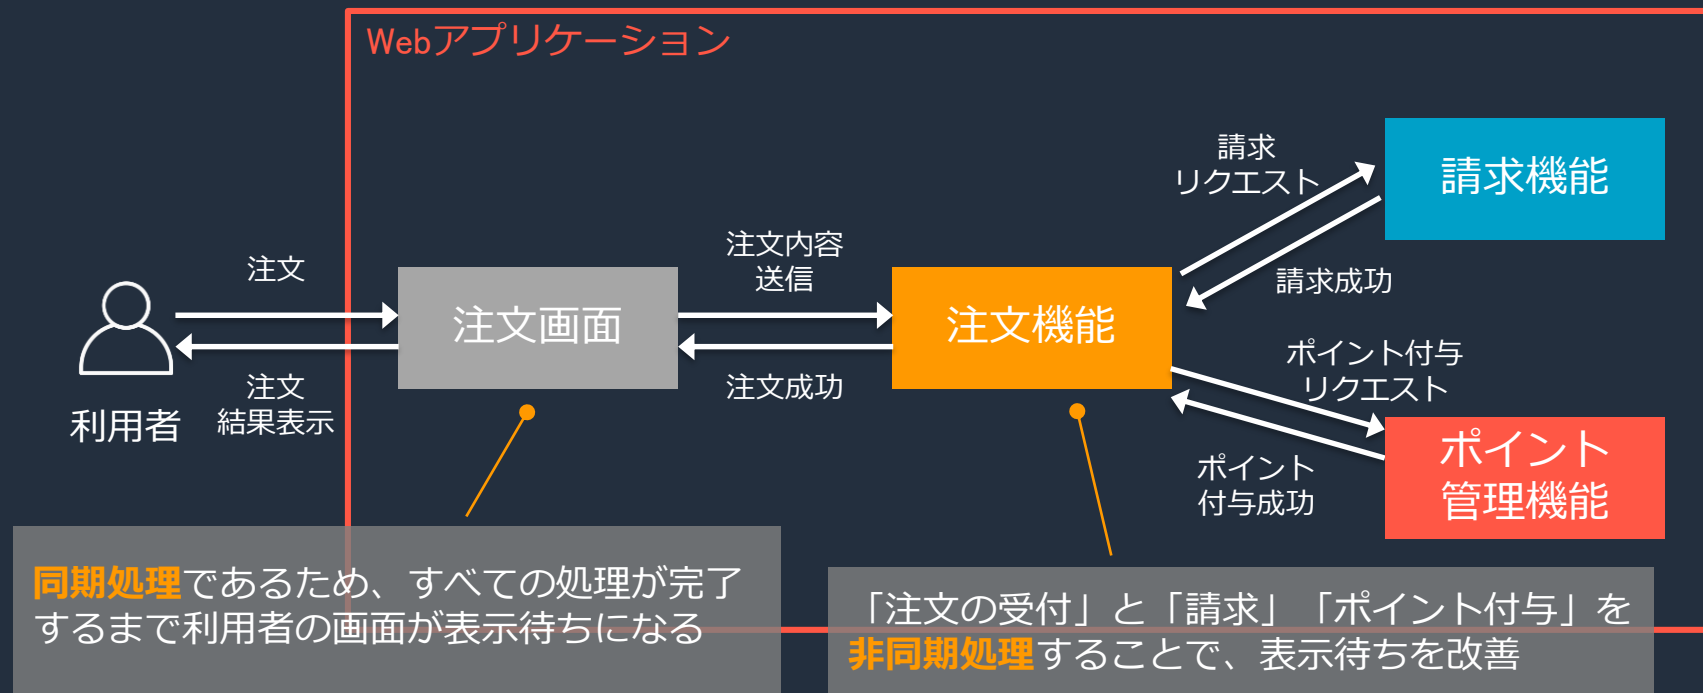 Webアプリケーション
請求
リクエスト
請求機能
請求成功
注文
注文画面
注文内容
送信
注文機能
注文
結果表示
利用者
注文成功
ポイント付与
リクエスト
ポイント
付与成功
ポイント
管理機能
同期処理であるため、すべての処理が完了
するまで利用者の画面が表示待ちになる
「注文の受付」と「請求」「ポイント付与」を
非同期処理することで、表示待ちを改善